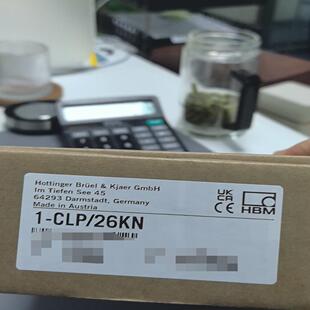 Hottinger Brüel & Kjaer GmbH
Im Tiefen See 45
64293 Darmstadt, Germany
Made in Austria
1-CLP/26KN
UK
CA
CE
HBM